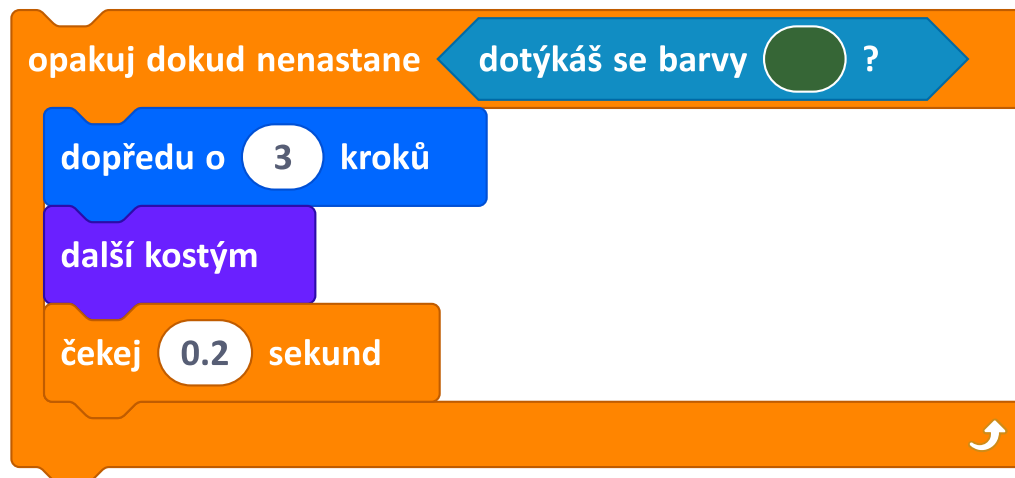 opakuj dokud nenastane dotýkáš se barvy ?
dopředu o 3 kroků
další kostým
čekej 0.2 sekund